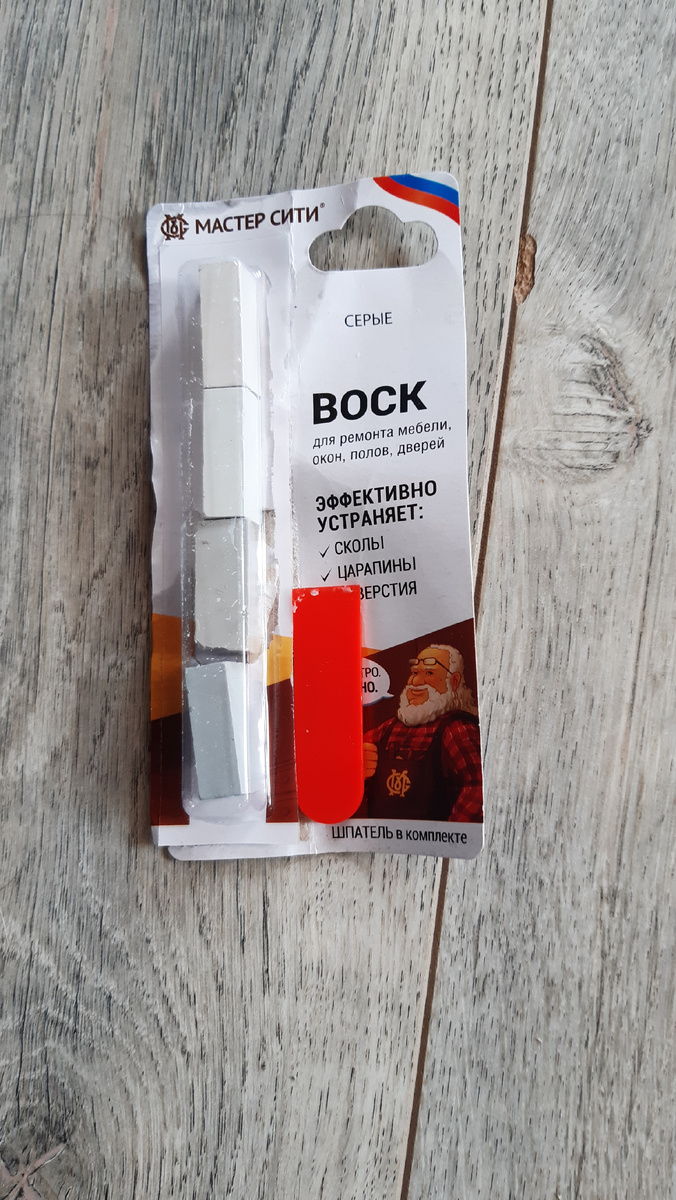 МАСТЕР СИТИ®
СЕРЫЕ
ВОСК
для ремонта мебели,
окон, полов, дверей
ЭФФЕКТИВНО
УСТРАНЯЕТ:
✓ СКОЛЫ
✓ ЦАРАПИНЫ
ШПАТЕЛЬ в комплекте